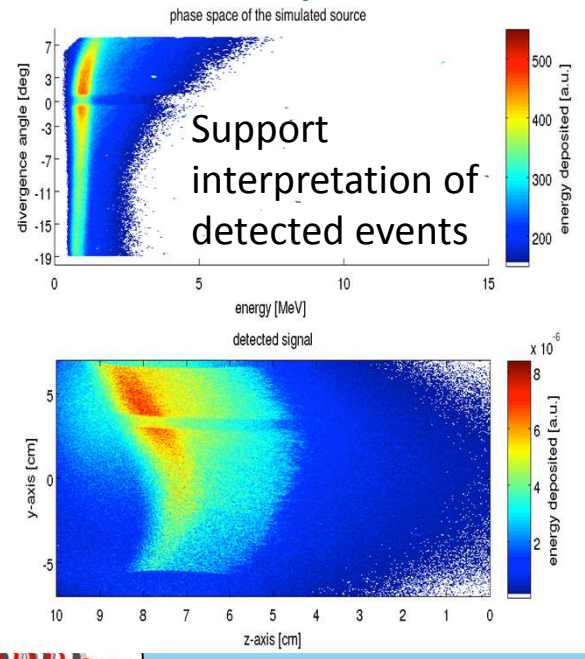 phase space of the simulated source
divergence angle [deg]
7
3
0
-3
-7
-11
-15
-19
Support
interpretation of
detected events
0
5
10
15
energy [MeV]
500
400
300
200
energy deposited [a.u.]
detected signal
x 10^-6
y-axis [cm]
5
0
-5
10
9
8
7
6
5
4
3
2
1
0
z-axis [cm]
8
6
4
2
energy deposited [a.u.]